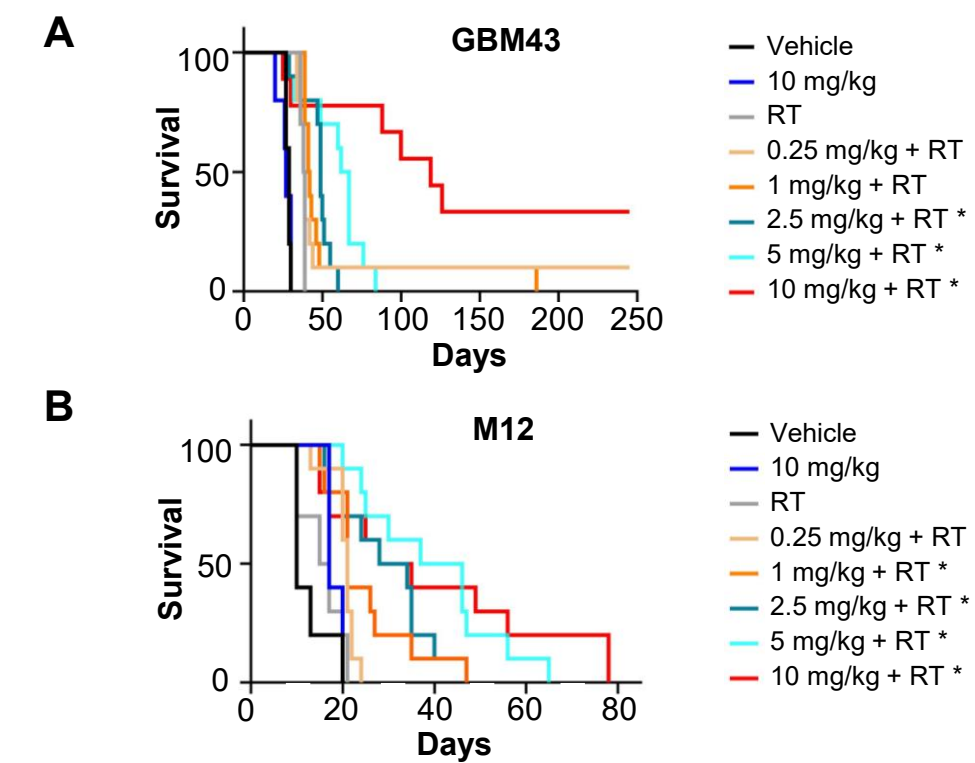 A
GBM43
Survival
100
50
0
0 50 100 150 200 250
Days
Vehicle
10 mg/kg
RT
0.25 mg/kg + RT
1 mg/kg + RT
2.5 mg/kg + RT *
5 mg/kg + RT *
10 mg/kg + RT *
B
M12
Survival
100
50
0
0 20 40 60 80
Days
Vehicle
10 mg/kg
RT
0.25 mg/kg + RT
1 mg/kg + RT *
2.5 mg/kg + RT *
5 mg/kg + RT *
10 mg/kg + RT *